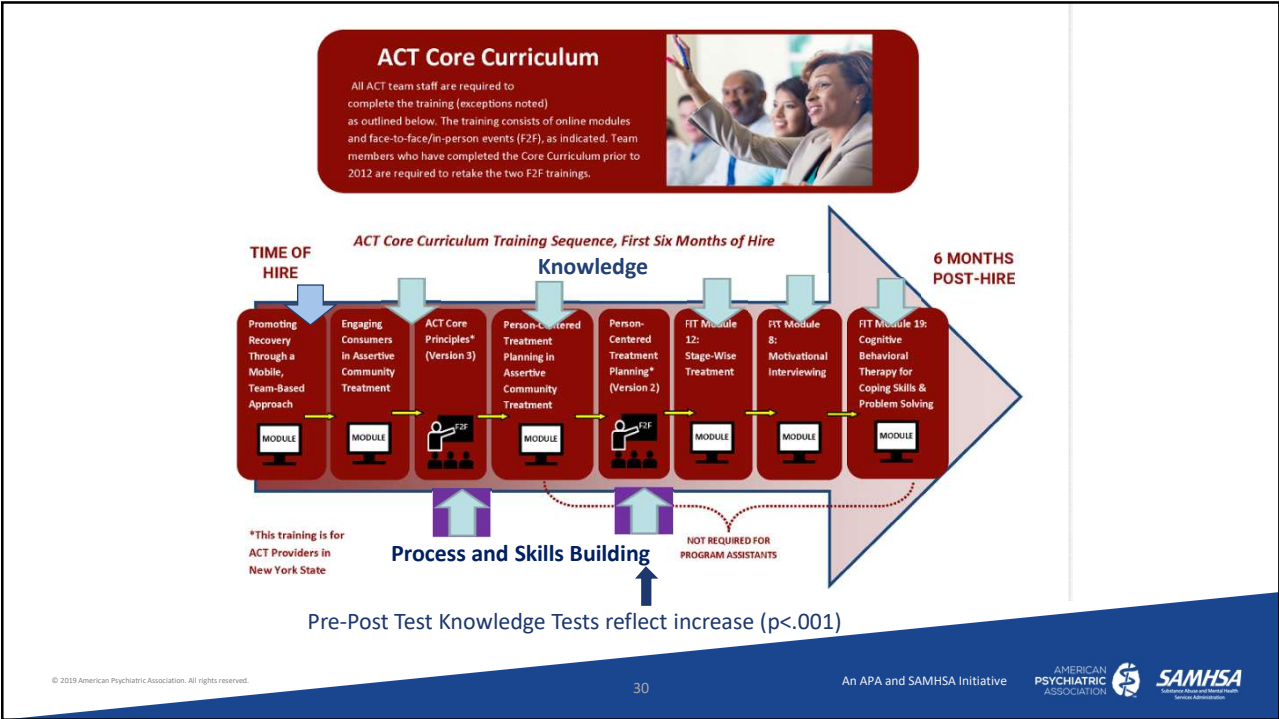 ACT Core Curriculum
All ACT team staff are required to
complete the training (exceptions noted)
as outlined below. The training consists of online modules
and face-to-face/in-person events (F2F), as indicated. Team
members who have completed the Core Curriculum prior to
2012 are required to retake the two F2F trainings.
ACT Core Curriculum Training Sequence, First Six Months of Hire
TIME OF
HIRE
Knowledge
6 MONTHS
POST-HIRE
Promoting
Recovery
Through a
Mobile,
Team-Based
Approach
MODULE
Engaging
Consumers
in Assertive
Community
Treatment
MODULE
ACT Core
Principles*
(Version 3)
F2F
Person-Centered
Treatment
Planning in
Assertive
Community
Treatment
MODULE
Person-
Centered
Treatment
Planning*
(Version 2)
F2F
FIT Module
12:
Stage-Wise
Treatment
MODULE
FIT Module
8:
Motivational
Interviewing
MODULE
FIT Module 19:
Cognitive
Behavioral
Therapy for
Coping Skills &
Problem Solving
MODULE
*This training is for
ACT Providers in
New York State
Process and Skills Building
NOT REQUIRED FOR
PROGRAM ASSISTANTS
Pre-Post Test Knowledge Tests reflect increase (p<.001)
© 2019 American Psychiatric Association. All rights reserved.
30
An APA and SAMHSA Initiative
AMERICAN
PSYCHIATRIC
ASSOCIATION
SAMHSA
Substance Abuse and Mental Health
Services Administration